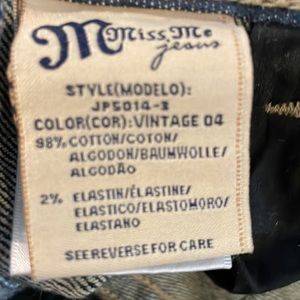 M Miss Me
jeans
STYLE(MODELO):
JP5014-3
COLOR(COR):VINTAGE 04
98% COTTON/COTON/
ALGODON/BAUMWOLLE/
ALGODÃO
2% ELASTIN/ÉLASTINE/
ELASTICO/ELASTOMORO/
ELASTANO
SEE REVERSE FOR CARE